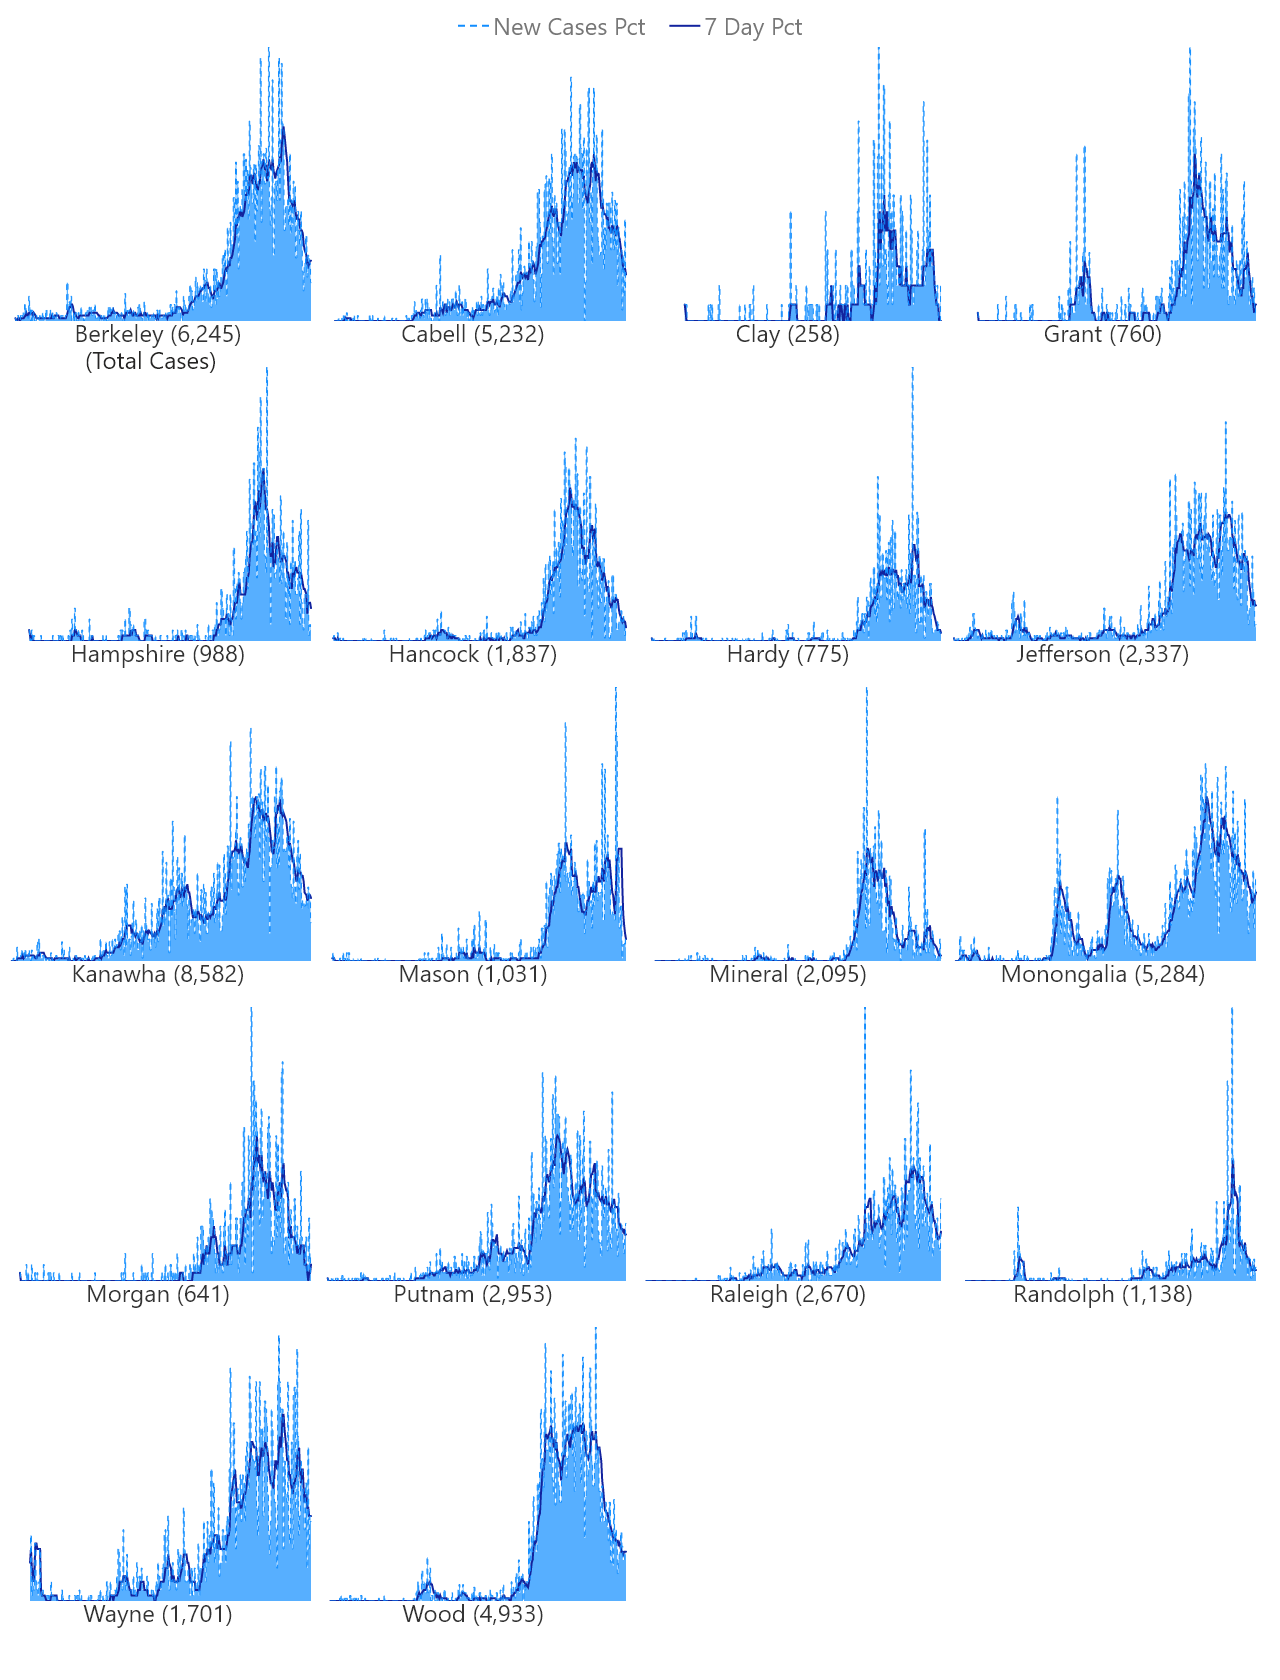 New Cases Pct 7 Day Pct
Berkeley (6,245) Cabell (5,232) Clay (258) Grant (760)
(Total Cases)
Hampshire (988) Hancock (1,837) Hardy (775) Jefferson (2,337)
Kanawha (8,582) Mason (1,031) Mineral (2,095) Monongalia (5,284)
Morgan (641) Putnam (2,953) Raleigh (2,670) Randolph (1,138)
Wayne (1,701) Wood (4,933)